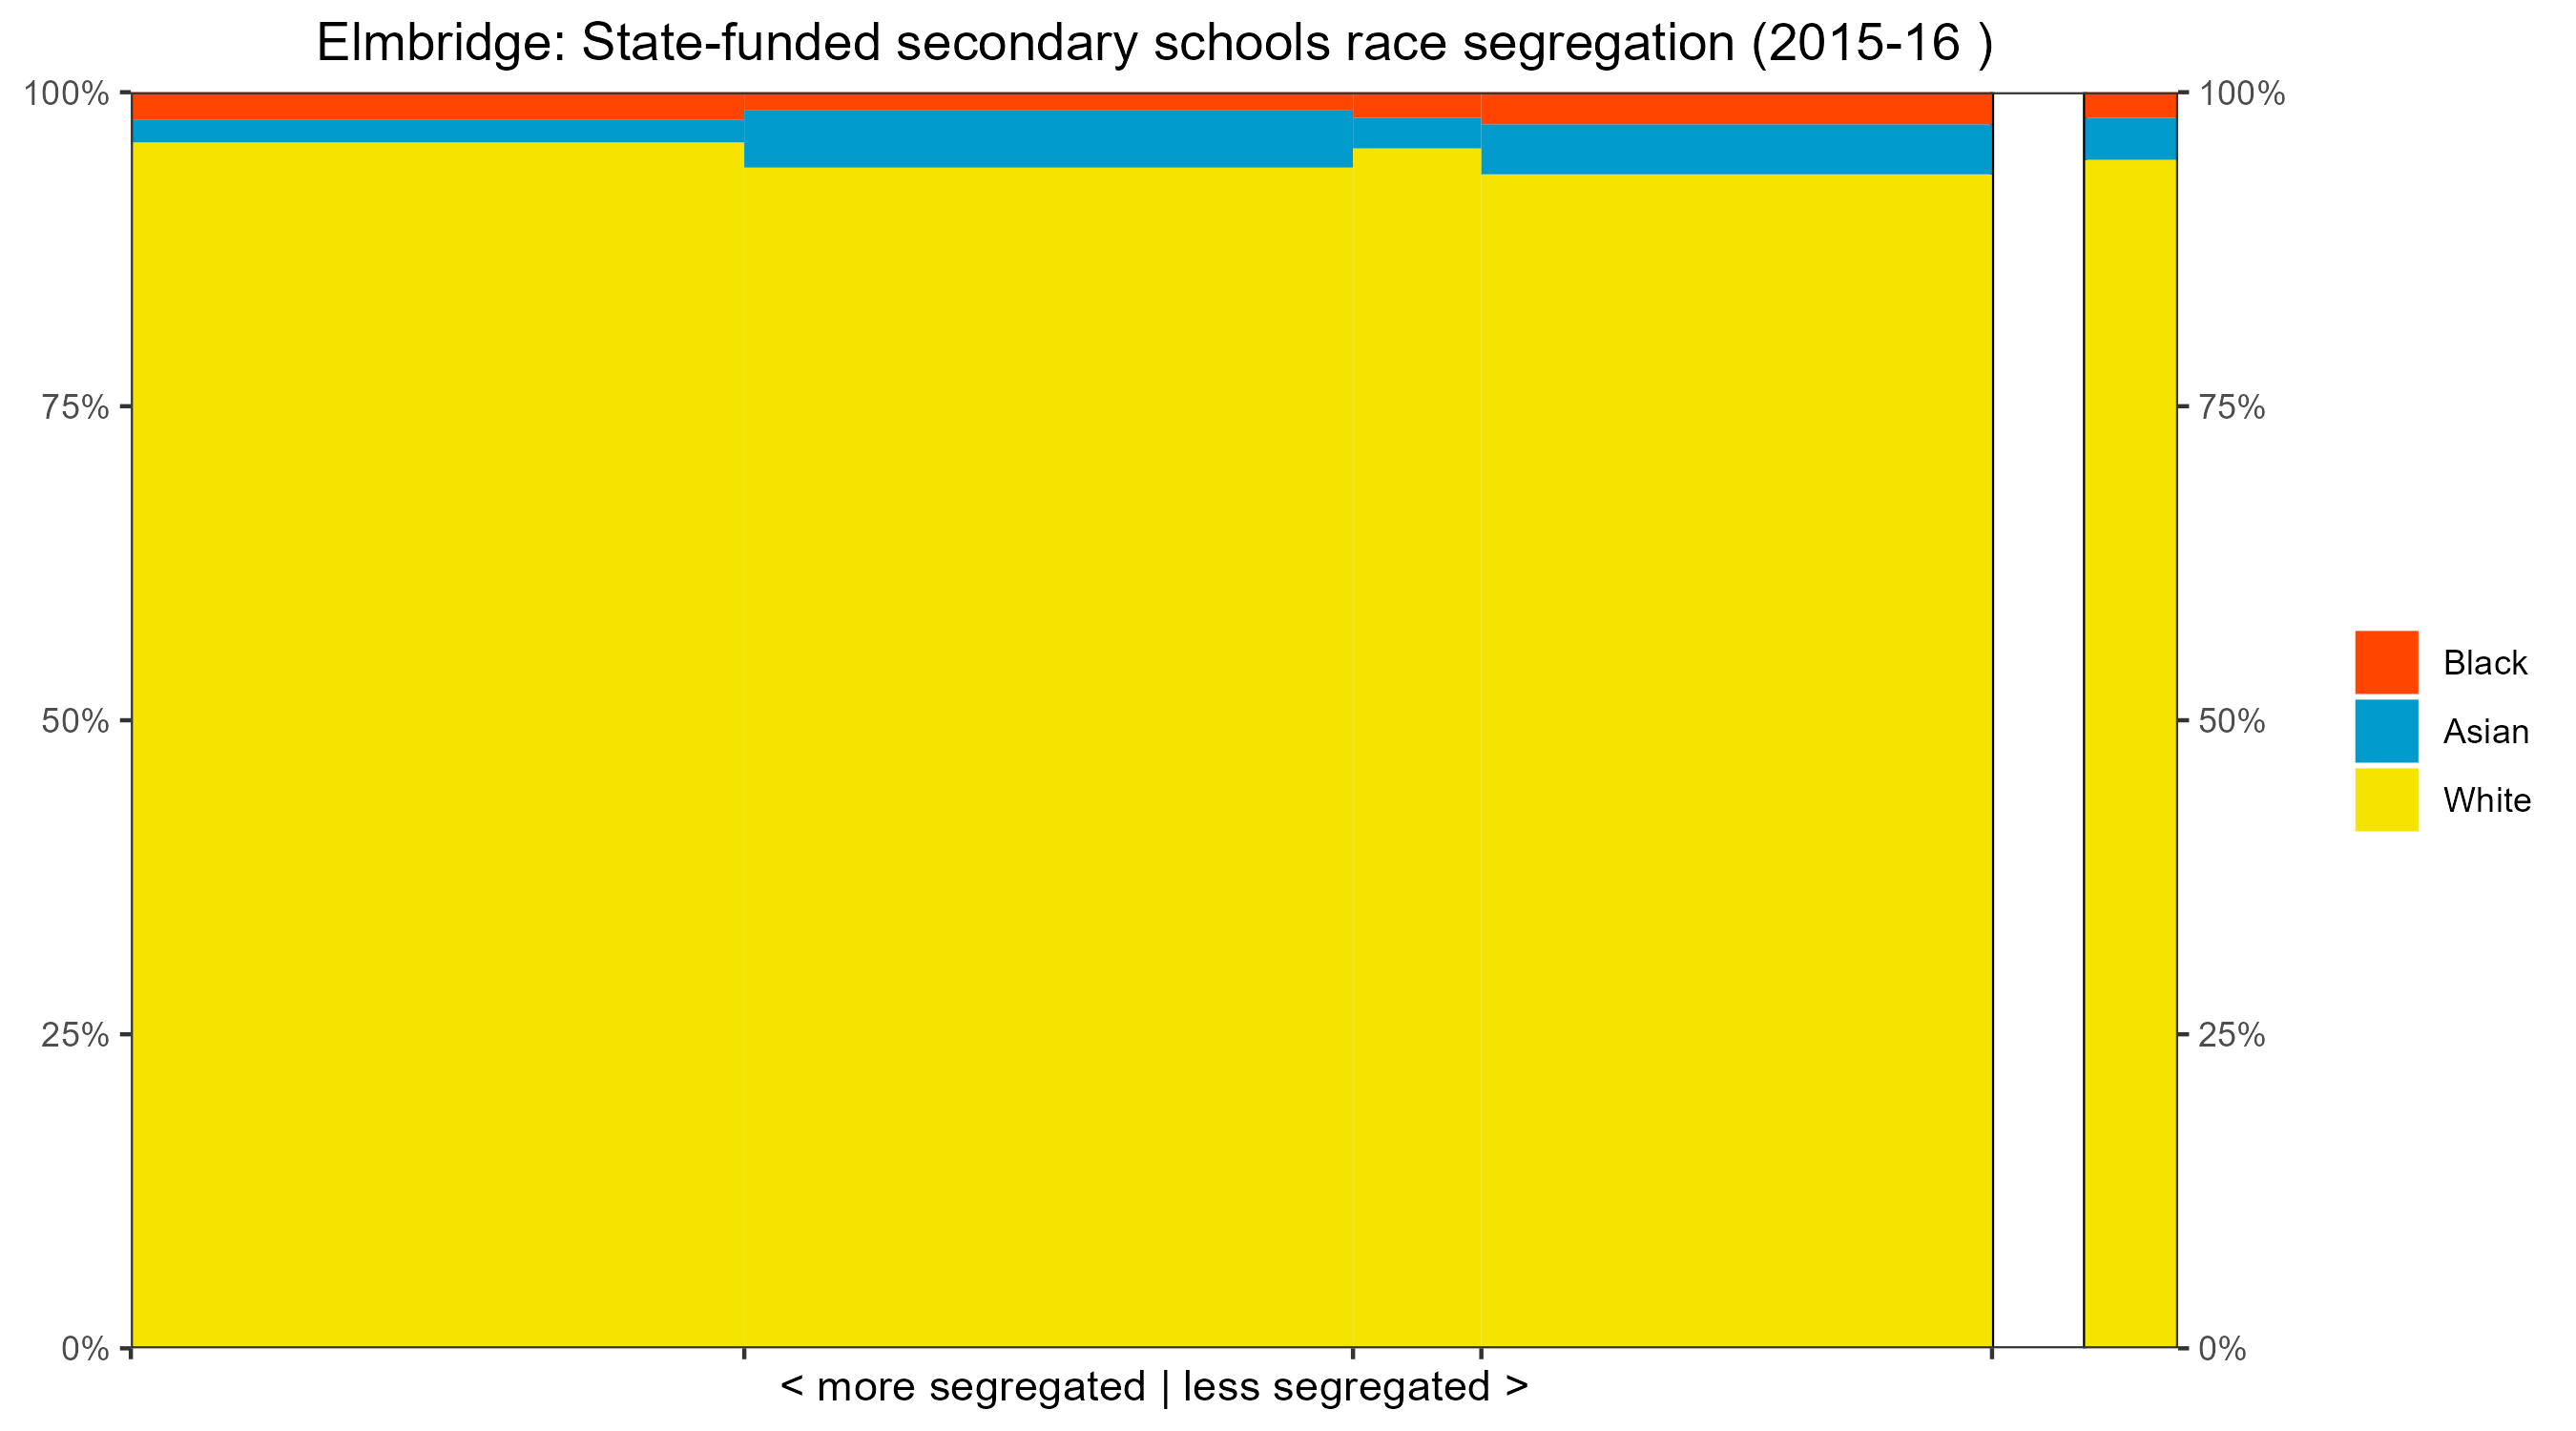 Elmbridge: State-funded secondary schools race segregation (2015-16 )
100%
75%
50%
25%
0%
100%
75%
50%
25%
0%
Black
Asian
White
< more segregated | less segregated >